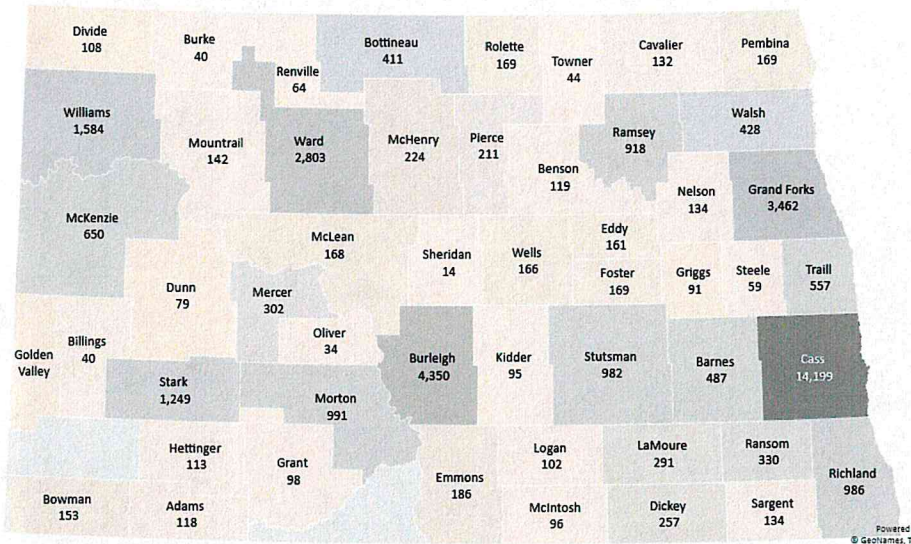 Divide
108
Burke
40
Renville
64
Bottineau
411
Rolette
169
Towner
44
Cavalier
132
Pembina
169
Williams
1,584
Mountrail
142
Ward
2,803
McHenry
224
Pierce
211
Benson
119
Ramsey
918
Walsh
428
Nelson
134
Grand Forks
3,462
McKenzie
650
Dunn
79
McLean
168
Mercer
302
Oliver
34
Sheridan
14
Wells
166
Eddy
161
Foster
169
Griggs
91
Steele
59
Traill
557
Golden
Valley
Billings
40
Stark
1,249
Morton
991
Burleigh
4,350
Kidder
95
Stutsman
982
Barnes
487
Cass
14,199
Hettinger
113
Grant
98
Emmons
186
Logan
102
LaMoure
291
Ransom
330
Richland
986
Bowman
153
Adams
118
McIntosh
96
Dickey
257
Sargent
134
Powered
© GeoNames, T